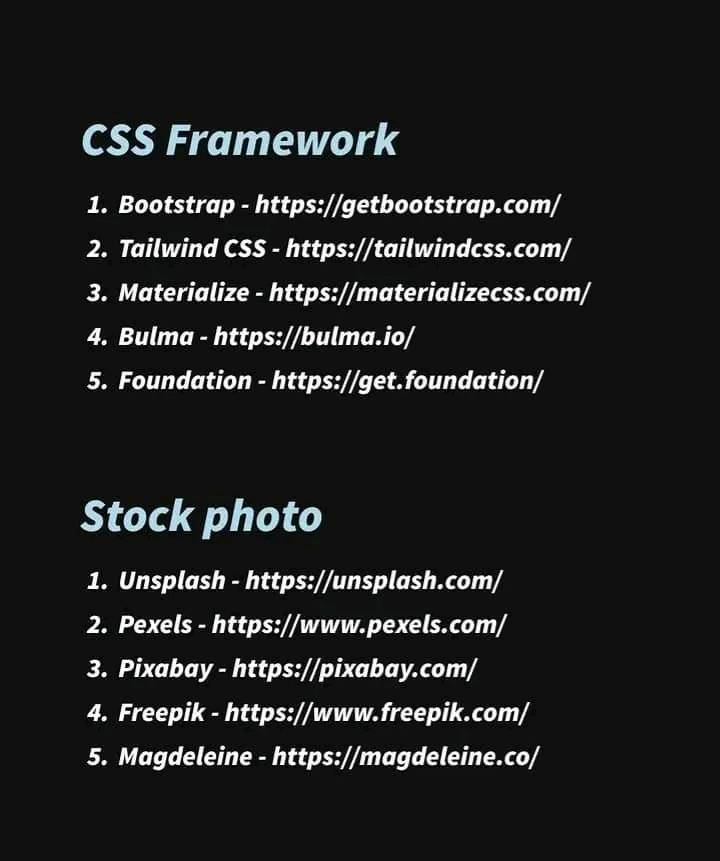 CSS Framework
1. Bootstrap - https://getbootstrap.com/
2. Tailwind CSS - https://tailwindcss.com/
3. Materialize - https://materializecss.com/
4. Bulma - https://bulma.io/
5. Foundation - https://get.foundation/
Stock photo
1. Unsplash - https://unsplash.com/
2. Pexels - https://www.pexels.com/
3. Pixabay - https://pixabay.com/
4. Freepik - https://www.freepik.com/
5. Magdeleine - https://magdeleine.co/